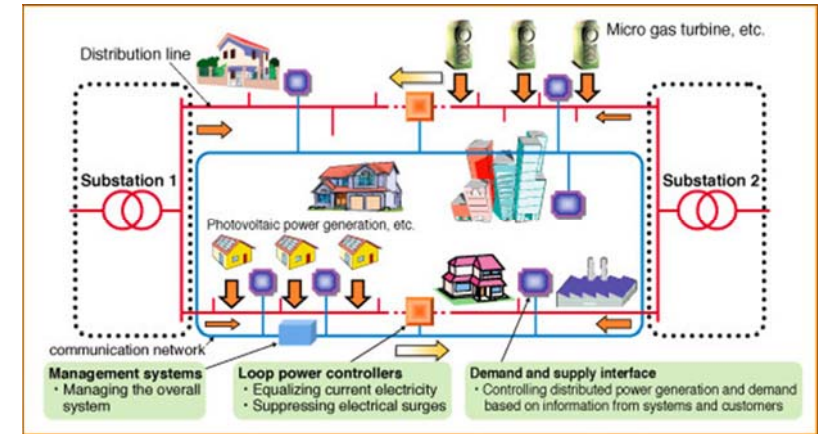 Micro gas turbine, etc.
Distribution line
Substation 1
Substation 2
Photovoltaic power generation, etc.
communication network
Management systems
· Managing the overall
system
Loop power controllers
· Equalizing current electricity
· Suppressing electrical surges
Demand and supply interface
· Controlling distributed power generation and demand
based on information from systems and customers